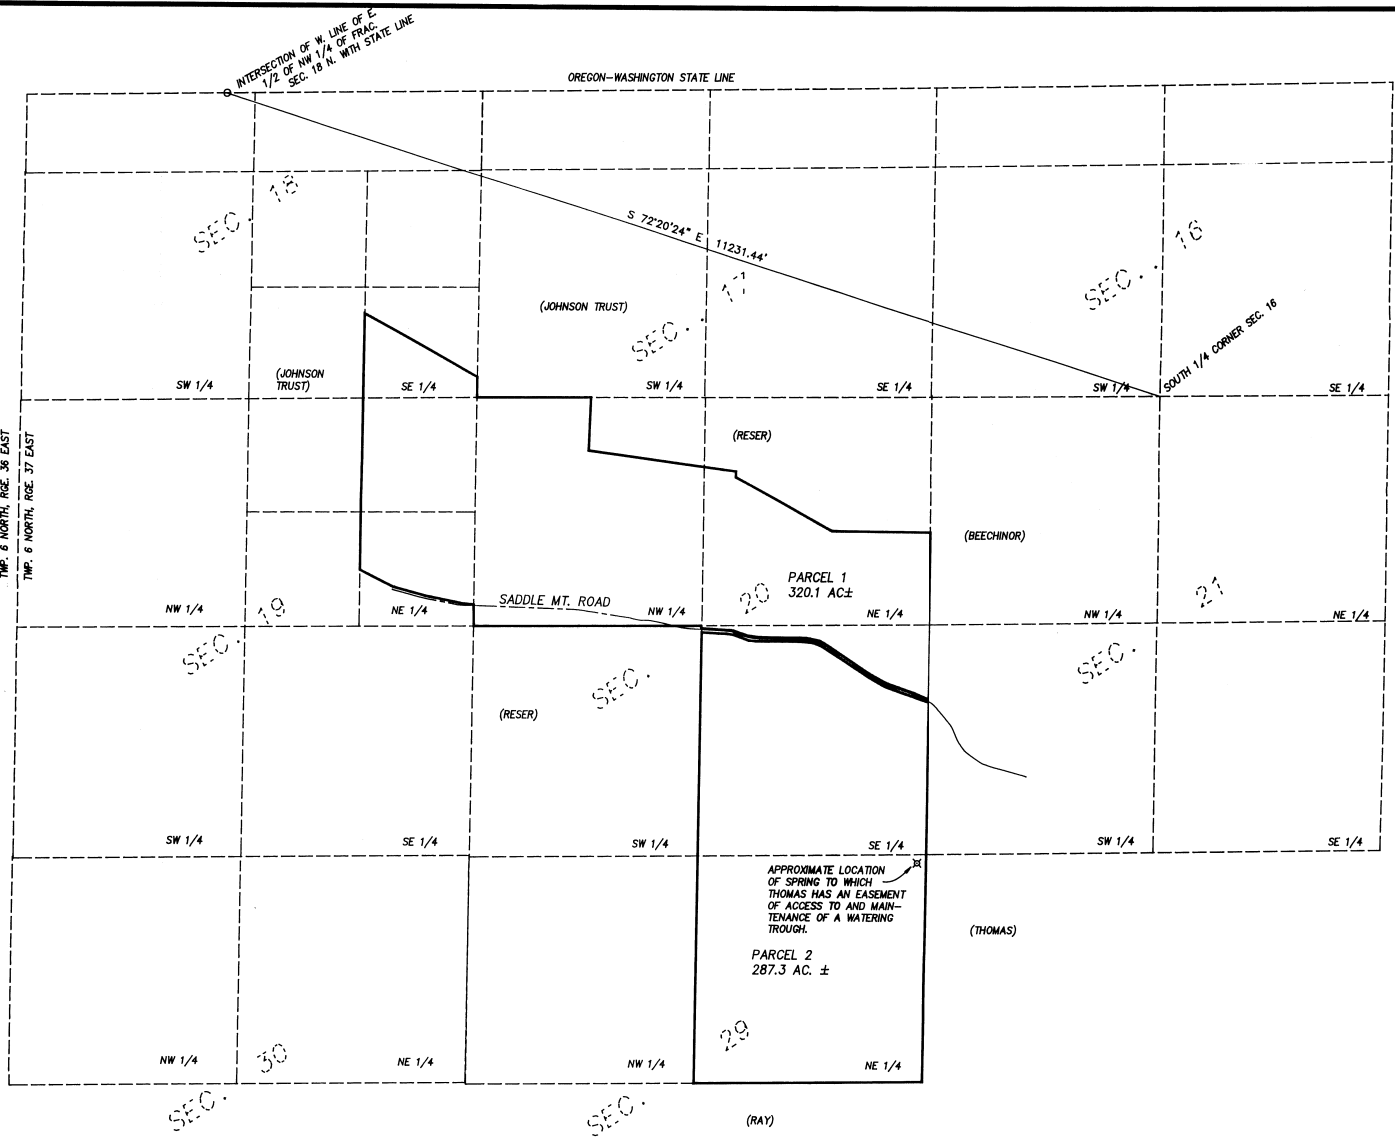 INTERSECTION OF W. LINE OF E.
1/2 OF NW 1/4 OF FRAC.
SEC. 18 N. WITH STATE LINE
OREGON-WASHINGTON STATE LINE
SEC. 18
S 72°20'24" E 11231.44'
SEC. 17
SEC. 16
(JOHNSON TRUST)
SOUTH 1/4 CORNER SEC. 16
(JOHNSON
TRUST)
SW 1/4
SE 1/4
SW 1/4
SE 1/4
SW 1/4
SE 1/4
TWP. 6 NORTH, RGE. 36 EAST
TWP. 6 NORTH, RGE. 37 EAST
(RESER)
(BEECHINOR)
PARCEL 1
320.1 AC±
SADDLE MT. ROAD
NW 1/4
NE 1/4
NW 1/4
NE 1/4
NW 1/4
NE 1/4
SEC. 19
SEC. 20
SEC. 21
(RESER)
SW 1/4
SE 1/4
SW 1/4
SE 1/4
SW 1/4
SE 1/4
APPROXIMATE LOCATION
OF SPRING TO WHICH
THOMAS HAS AN EASEMENT
OF ACCESS TO AND MAIN-
TENANCE OF A WATERING
TROUGH.
(THOMAS)
PARCEL 2
287.3 AC. ±
NW 1/4
NE 1/4
NW 1/4
NE 1/4
SEC. 30
SEC. 29
(RAY)